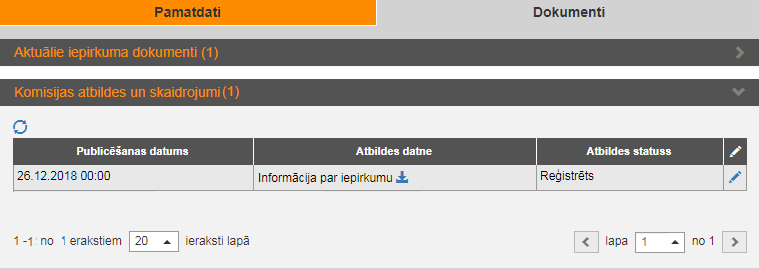 Pamatdati Dokumenti
Aktuālie iepirkuma dokumenti (1)
Komisijas atbildes un skaidrojumi (1)
Publicēšanas datums Atbildes datne Atbildes statuss
26.12.2018 00:00 Informācija par iepirkumu Reģistrēts
1 -1 no 1 erakstiem 20 ieraksti lapā lapa 1 no 1